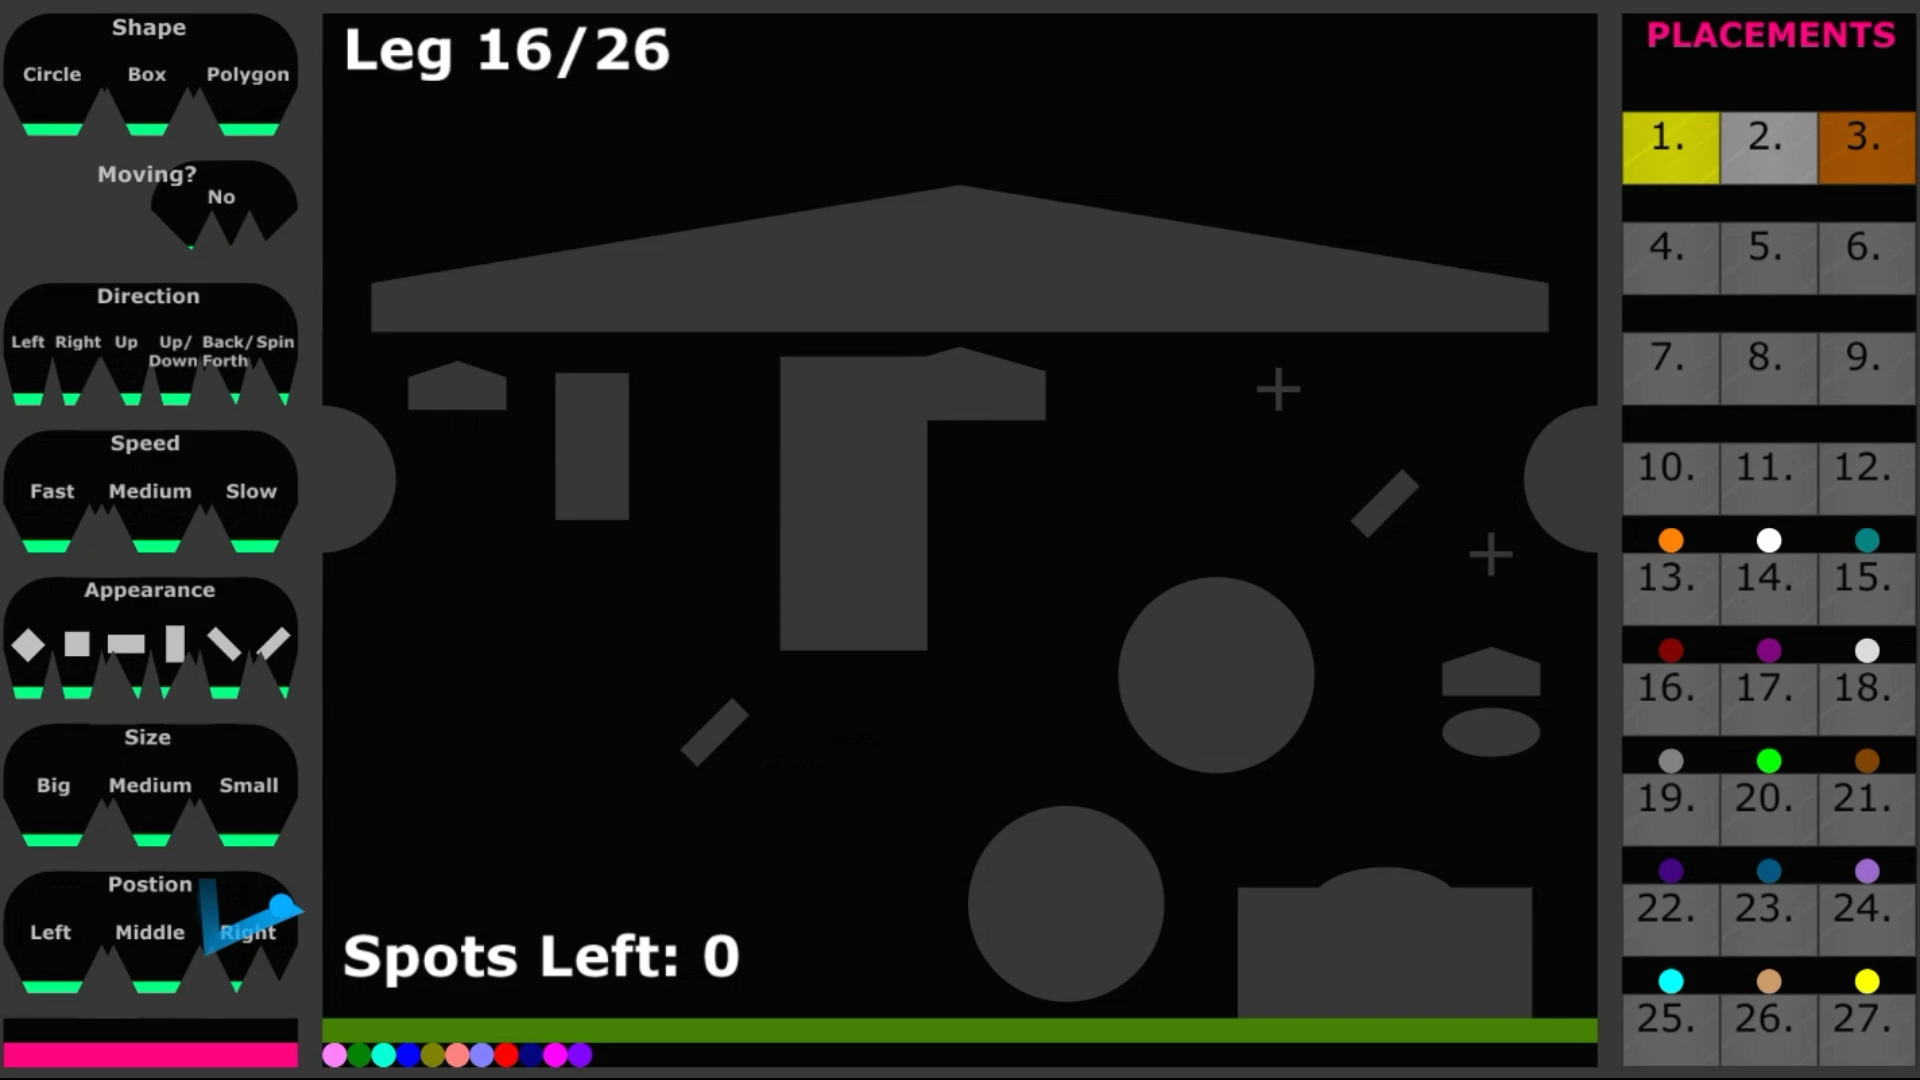 Shape
Circle Box Polygon
Moving?
No
Direction
Left Right Up Up/ Back/ Spin
Down Forth
Speed
Fast Medium Slow
Appearance
Size
Big Medium Small
Postion
Left Middle Right
Leg 16/26
Spots Left: 0
PLACEMENTS
1. 2. 3.
4. 5. 6.
7. 8. 9.
10. 11. 12.
13. 14. 15.
16. 17. 18.
19. 20. 21.
22. 23. 24.
25. 26. 27.